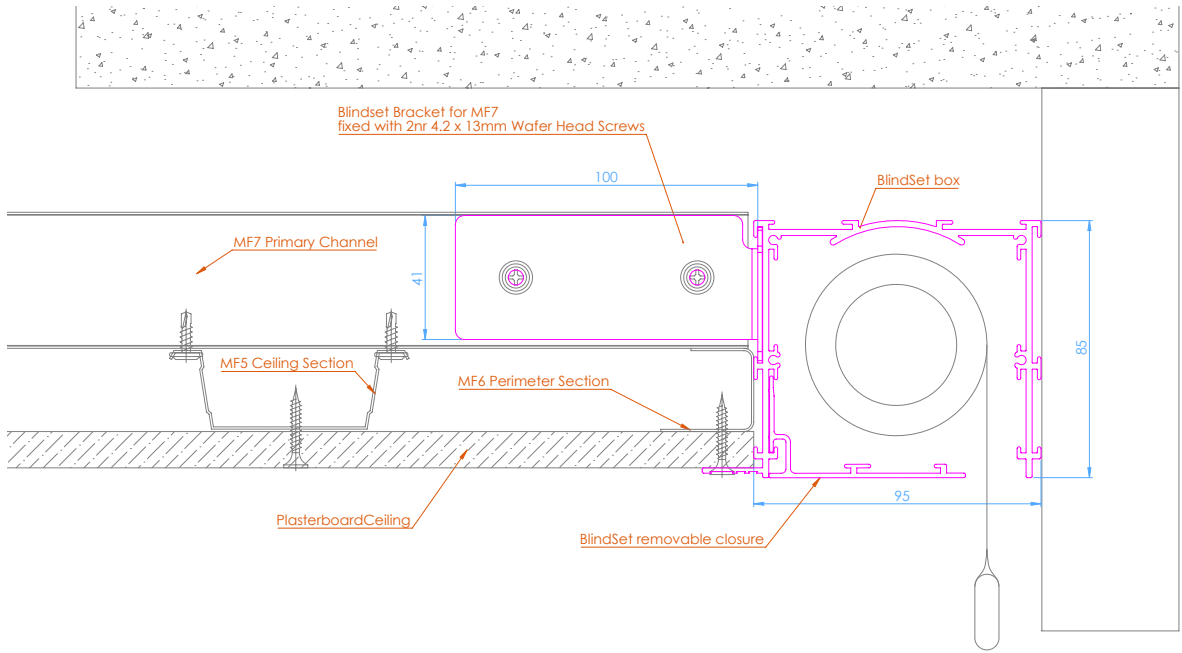 Blindset Bracket for MF7
fixed with 2nr 4.2 x 13mm Wafer Head Screws
100
BlindSet box
MF7 Primary Channel
41
85
MF5 Ceiling Section
MF6 Perimeter Section
95
PlasterboardCeiling
BlindSet removable closure